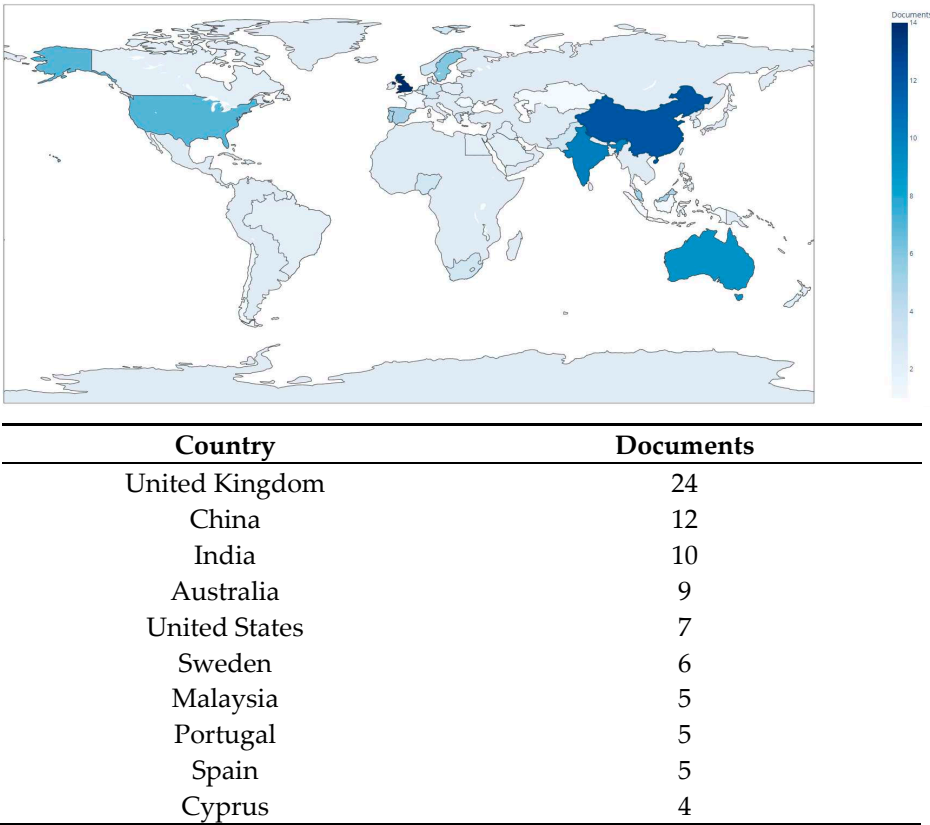 Documents
14
12
10
8
6
4
2
Country Documents
United Kingdom 24
China 12
India 10
Australia 9
United States 7
Sweden 6
Malaysia 5
Portugal 5
Spain 5
Cyprus 4